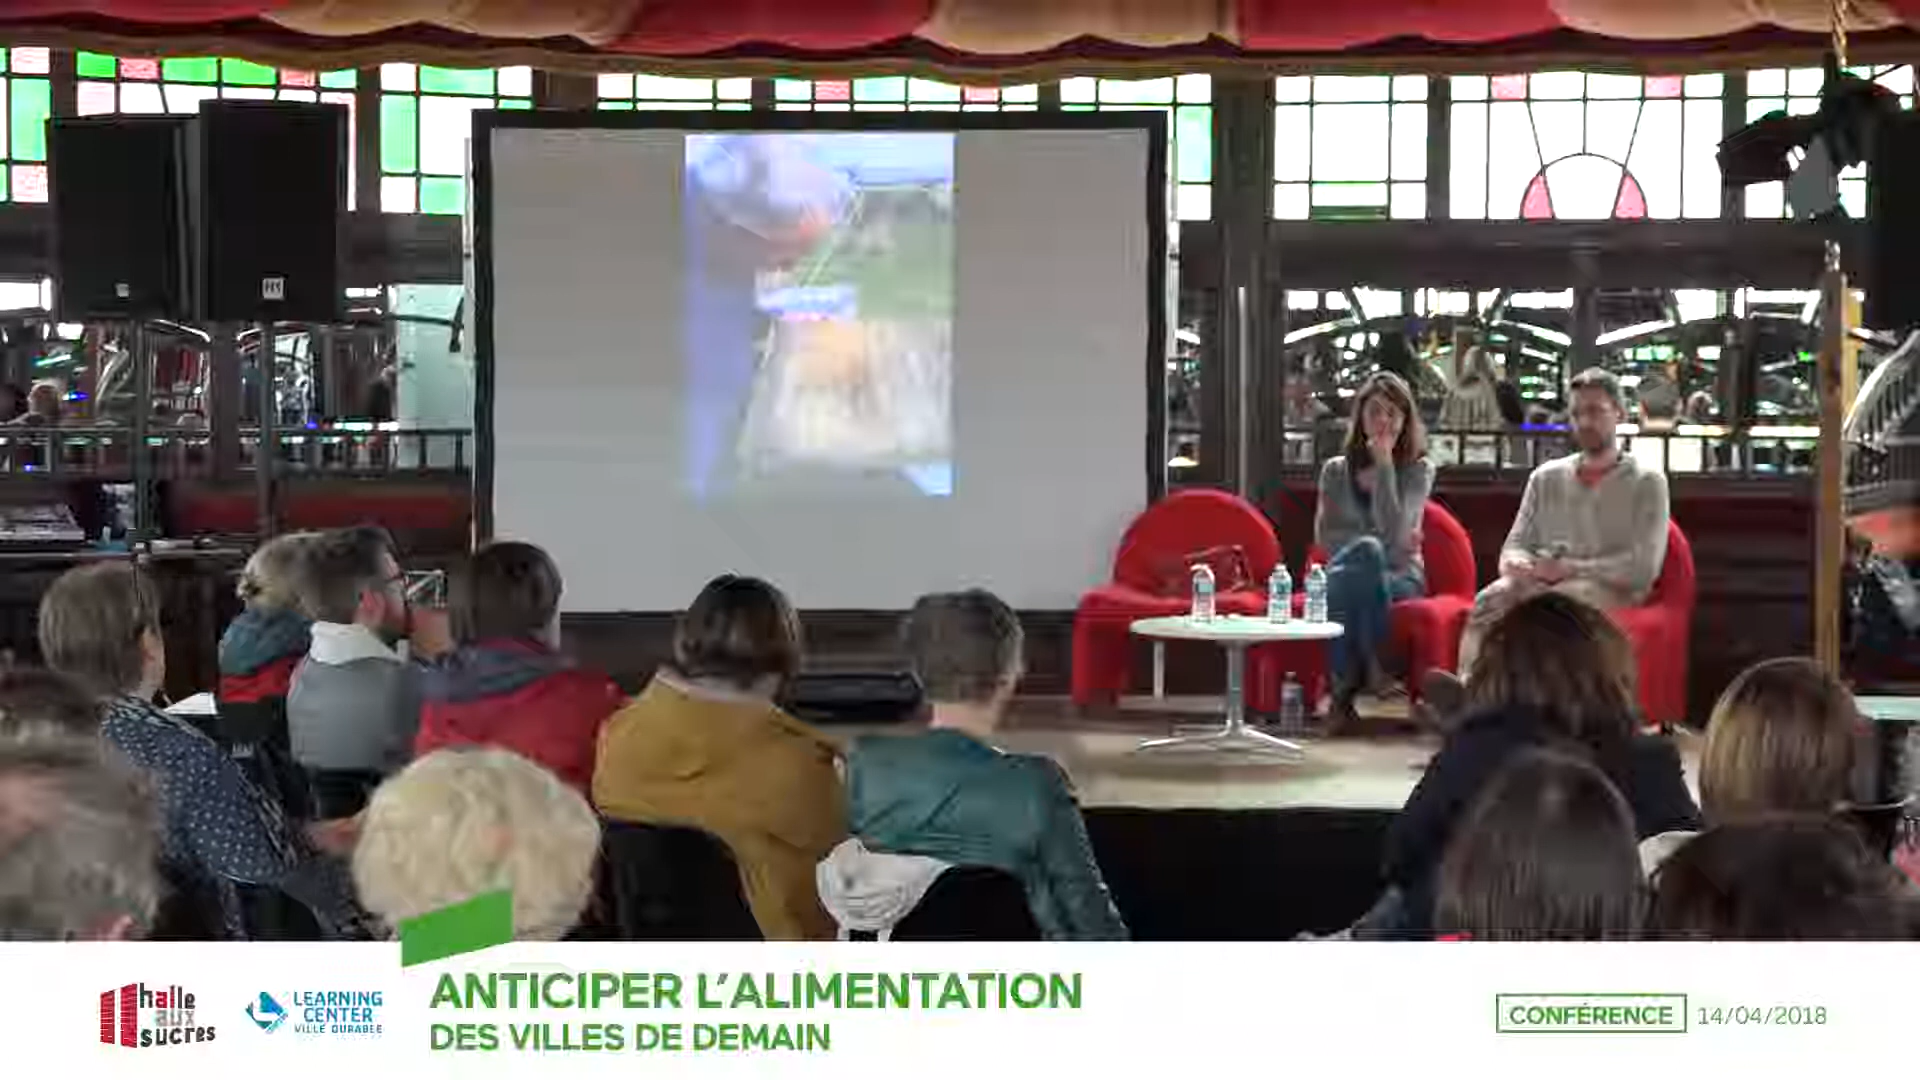 halle
aux
sucres
LEARNING
CENTER
VILLE DURABLE
ANTICIPER L'ALIMENTATION
DES VILLES DE DEMAIN
CONFÉRENCE 14/04/2018